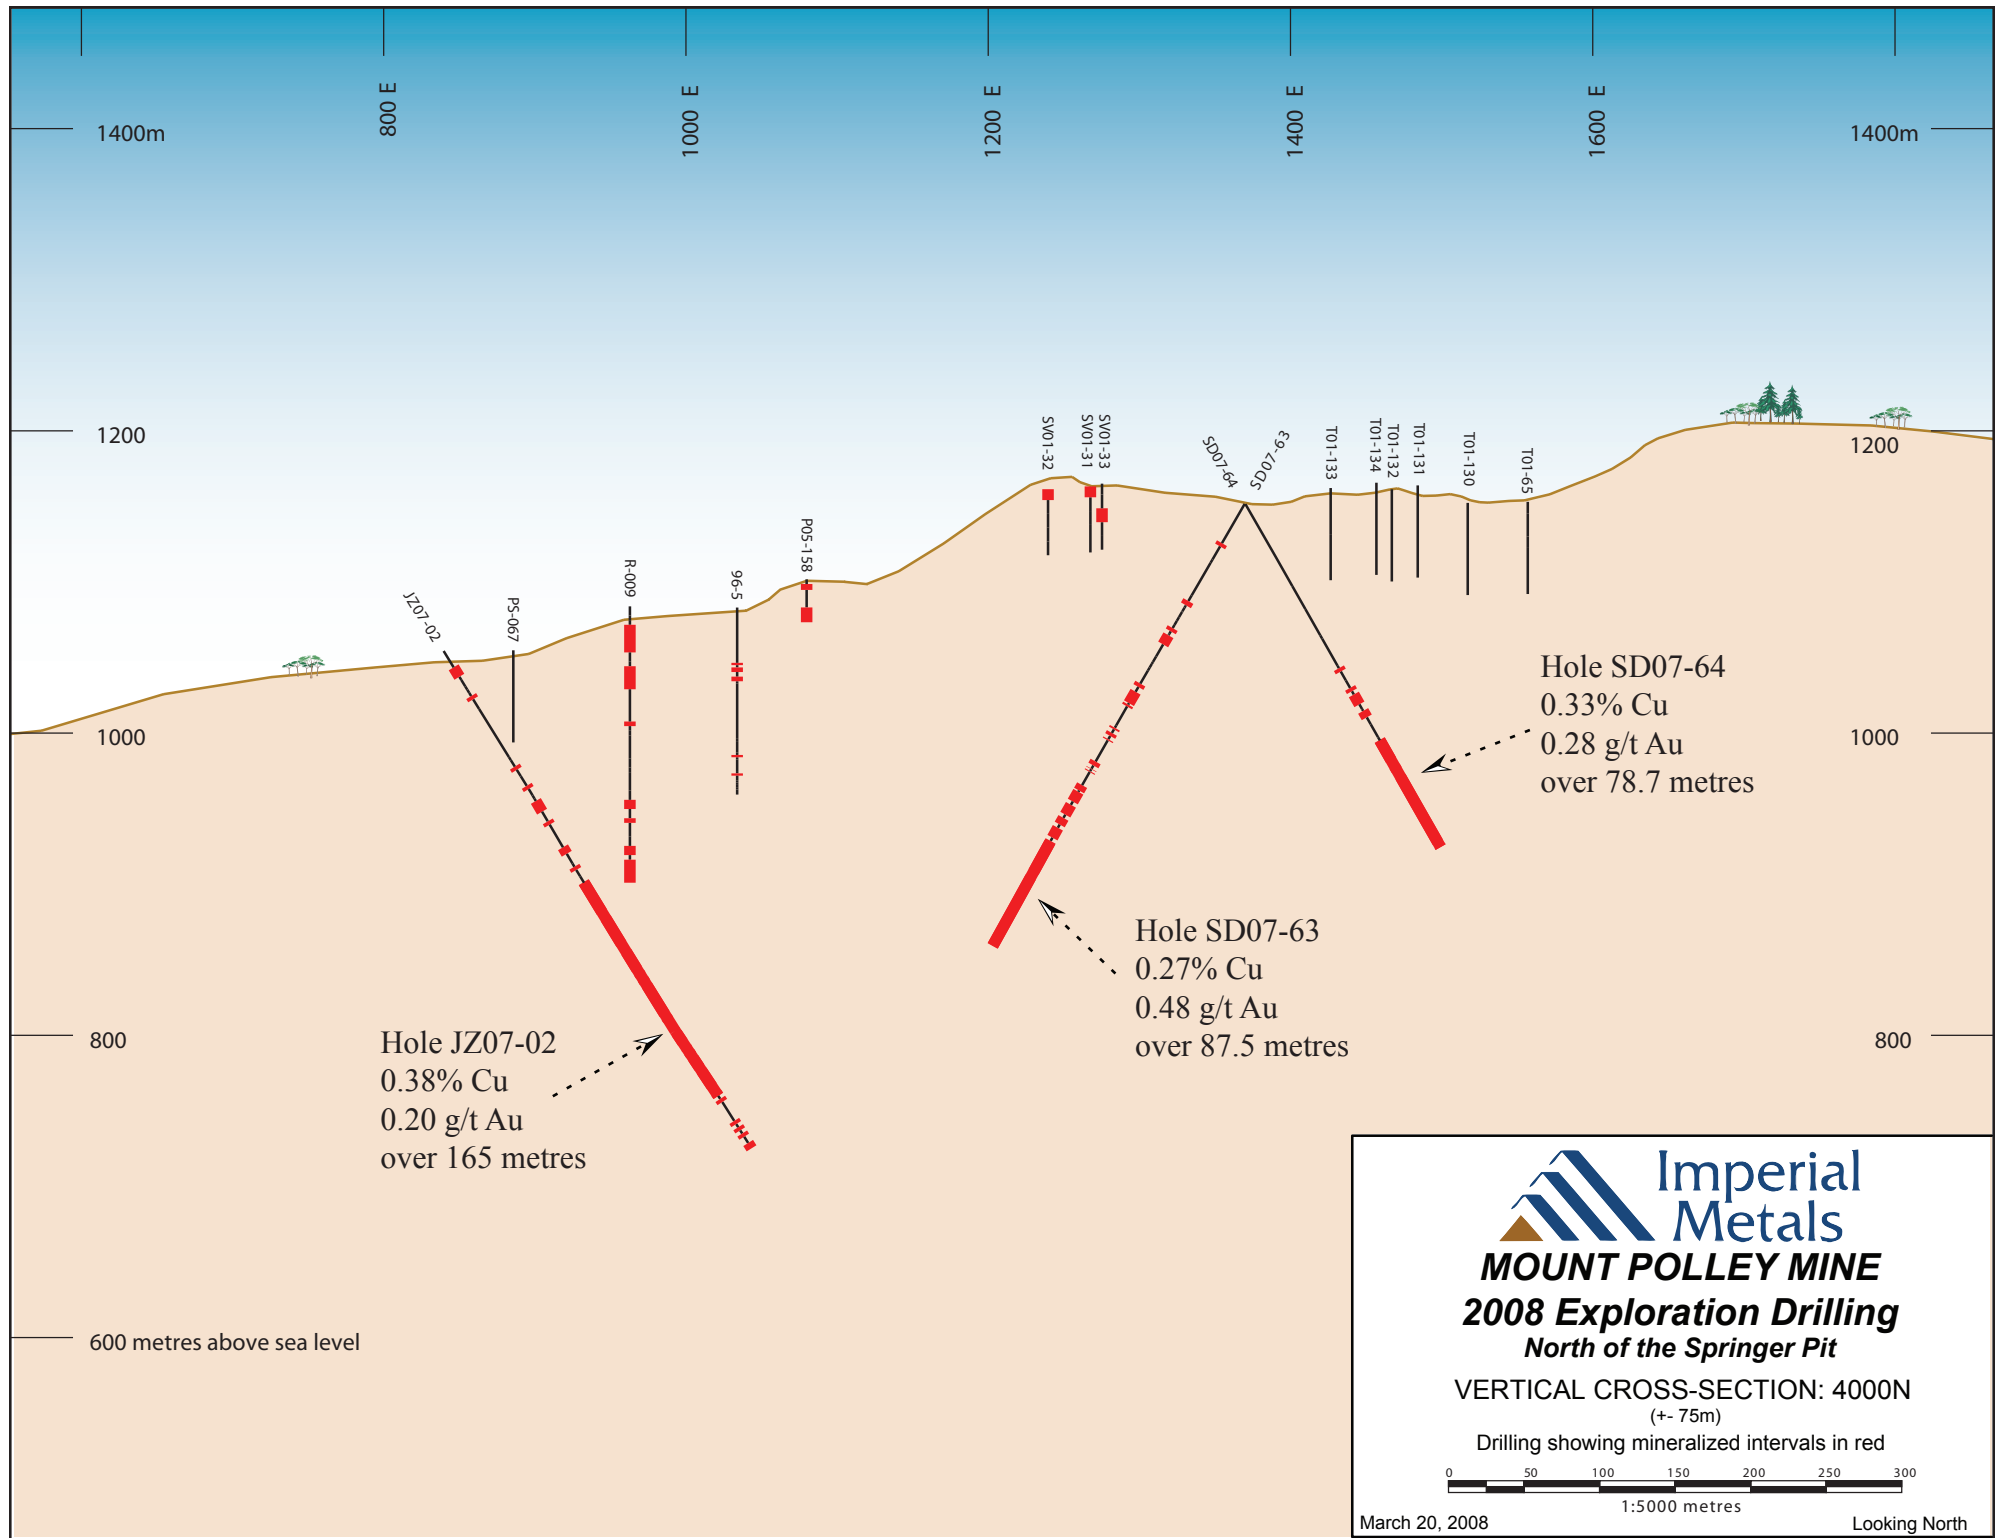 800 E
1000 E
1200 E
1400 E
1600 E
1400m
1400m
1200
1200
SV01-32
SV01-31
SV01-33
SD07-64
SD07-63
T01-133
T01-134
T01-132
T01-131
T01-130
T01-65
P05-158
R-009
96-5
JZ07-02
PS-067
1000
1000
Hole SD07-64
0.33% Cu
0.28 g/t Au
over 78.7 metres
Hole SD07-63
0.27% Cu
0.48 g/t Au
over 87.5 metres
800
800
Hole JZ07-02
0.38% Cu
0.20 g/t Au
over 165 metres
600 metres above sea level
Imperial
Metals
MOUNT POLLEY MINE
2008 Exploration Drilling
North of the Springer Pit
VERTICAL CROSS-SECTION: 4000N
(+- 75m)
Drilling showing mineralized intervals in red
0 50 100 150 200 250 300
1:5000 metres
March 20, 2008
Looking North